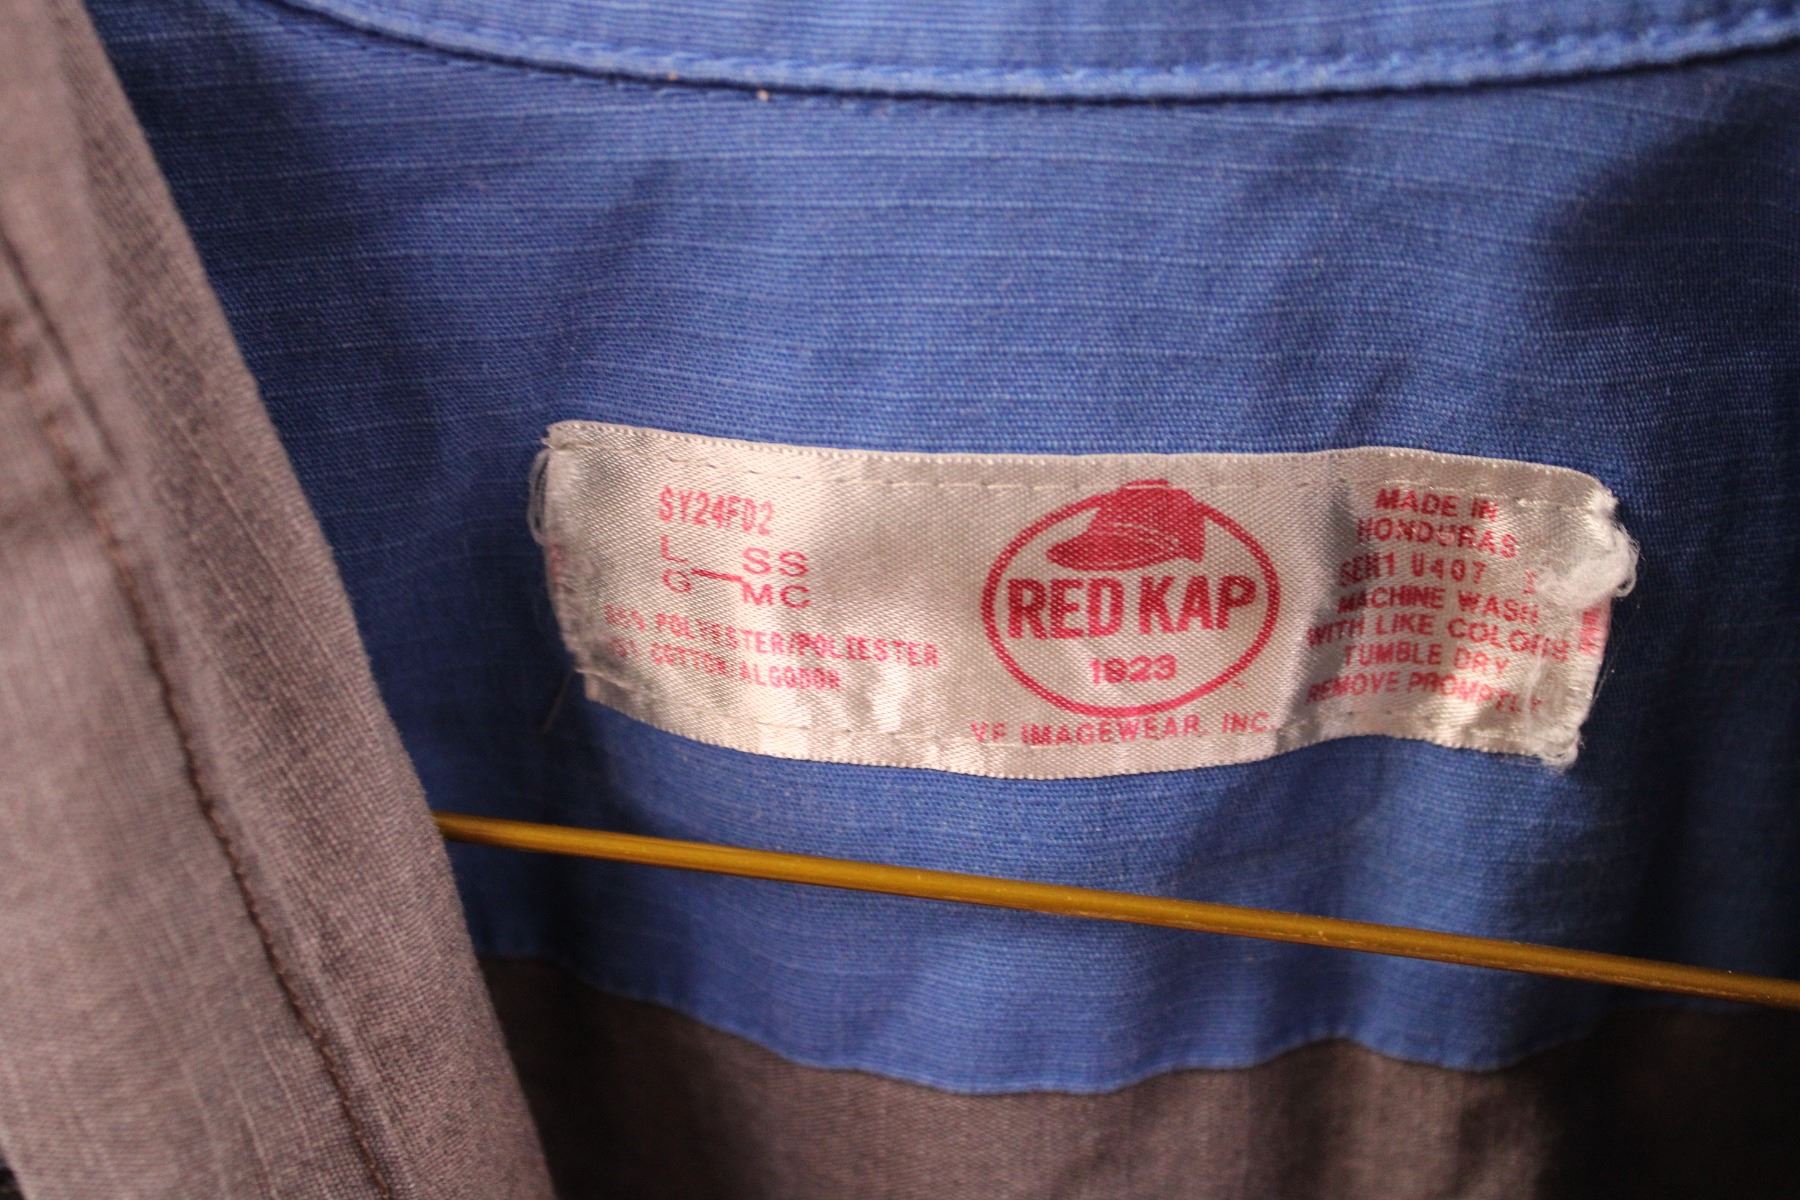 SY24FD2
L SS
G MC
POLYESTER/POLIESTER
COTTON/ALGODON
RED KAP
1923
VF IMAGEWEAR, INC.
MADE IN
HONDURAS
SER1 U407
MACHINE WASH
WITH LIKE COLORS
TUMBLE DRY
REMOVE PROMPTLY